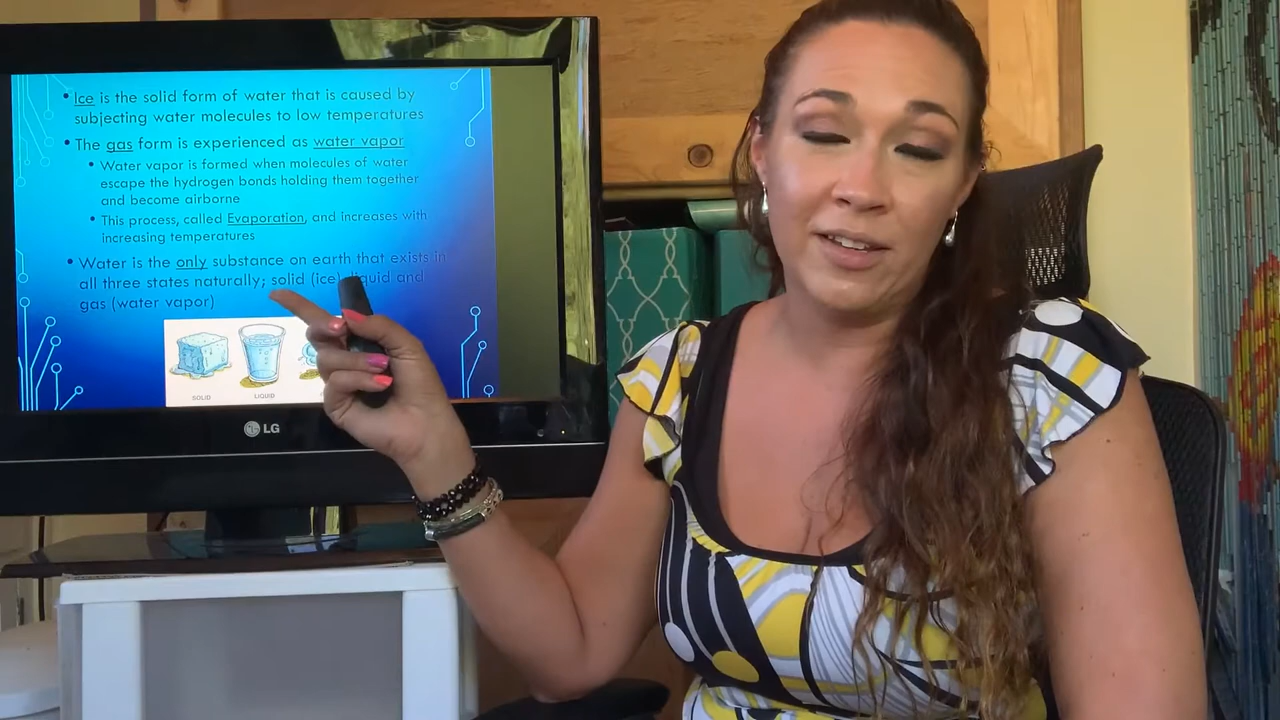 • Ice is the solid form of water that is caused by
subjecting water molecules to low temperatures
• The gas form is experienced as water vapor
• Water vapor is formed when molecules of water
escape the hydrogen bonds holding them together
and become airborne
• This process, called Evaporation, and increases with
increasing temperatures
• Water is the only substance on earth that exists in
all three states naturally; solid (ice) liquid and
gas (water vapor)
SOLID LIQUID
LG